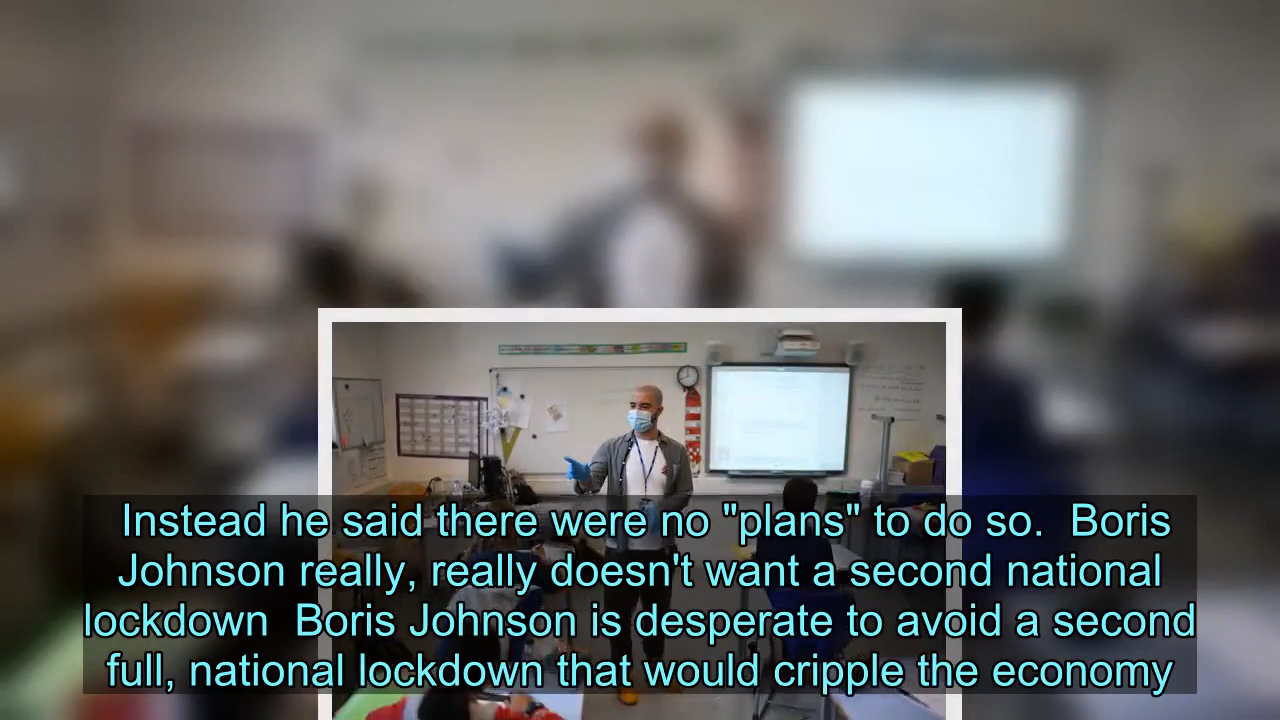 Instead he said there were no "plans" to do so.  Boris
Johnson really, really doesn't want a second national
lockdown  Boris Johnson is desperate to avoid a second
full, national lockdown that would cripple the economy